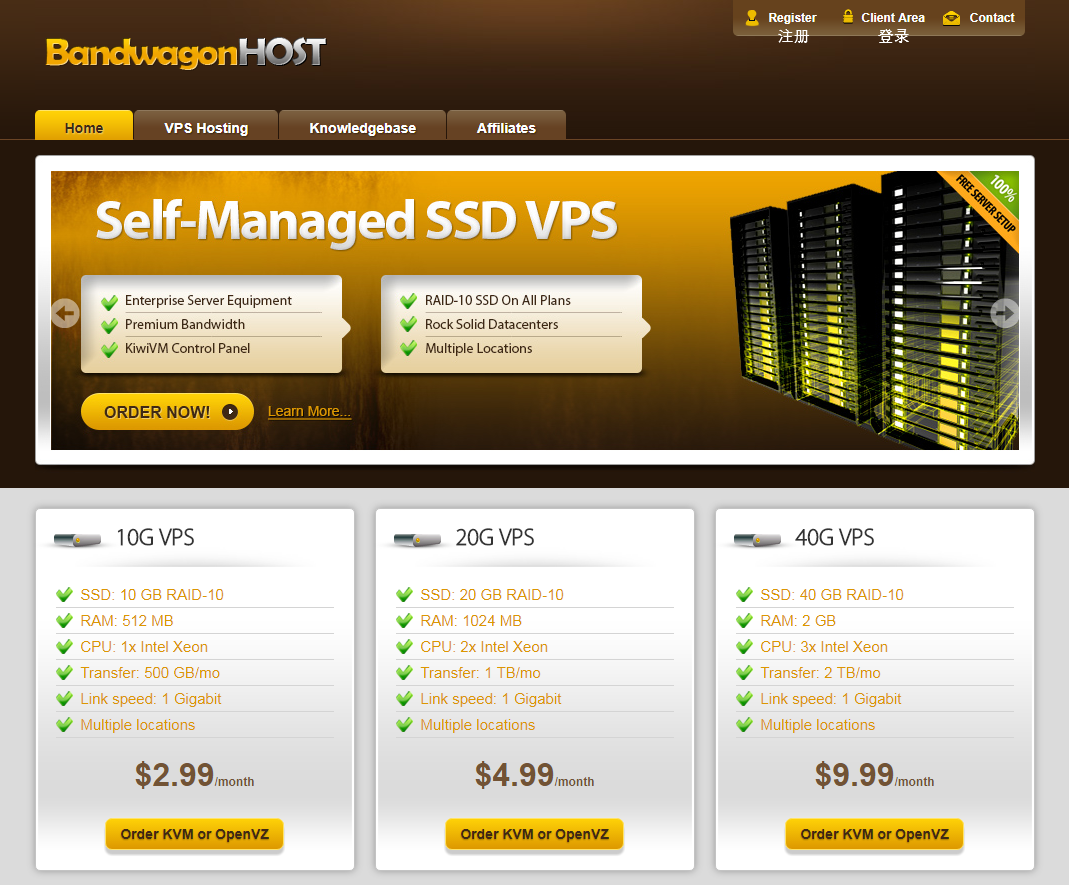 Register
Client Area
Contact
注册
登录
BandwagonHOST
Home
VPS Hosting
Knowledgebase
Affiliates
100%
FREE SERVER SETUP
Self-Managed SSD VPS
Enterprise Server Equipment
Premium Bandwidth
KiwiVM Control Panel
RAID-10 SSD On All Plans
Rock Solid Datacenters
Multiple Locations
ORDER NOW!
Learn More...
10G VPS
SSD: 10 GB RAID-10
RAM: 512 MB
CPU: 1x Intel Xeon
Transfer: 500 GB/mo
Link speed: 1 Gigabit
Multiple locations
$2.99/month
Order KVM or OpenVZ
20G VPS
SSD: 20 GB RAID-10
RAM: 1024 MB
CPU: 2x Intel Xeon
Transfer: 1 TB/mo
Link speed: 1 Gigabit
Multiple locations
$4.99/month
Order KVM or OpenVZ
40G VPS
SSD: 40 GB RAID-10
RAM: 2 GB
CPU: 3x Intel Xeon
Transfer: 2 TB/mo
Link speed: 1 Gigabit
Multiple locations
$9.99/month
Order KVM or OpenVZ